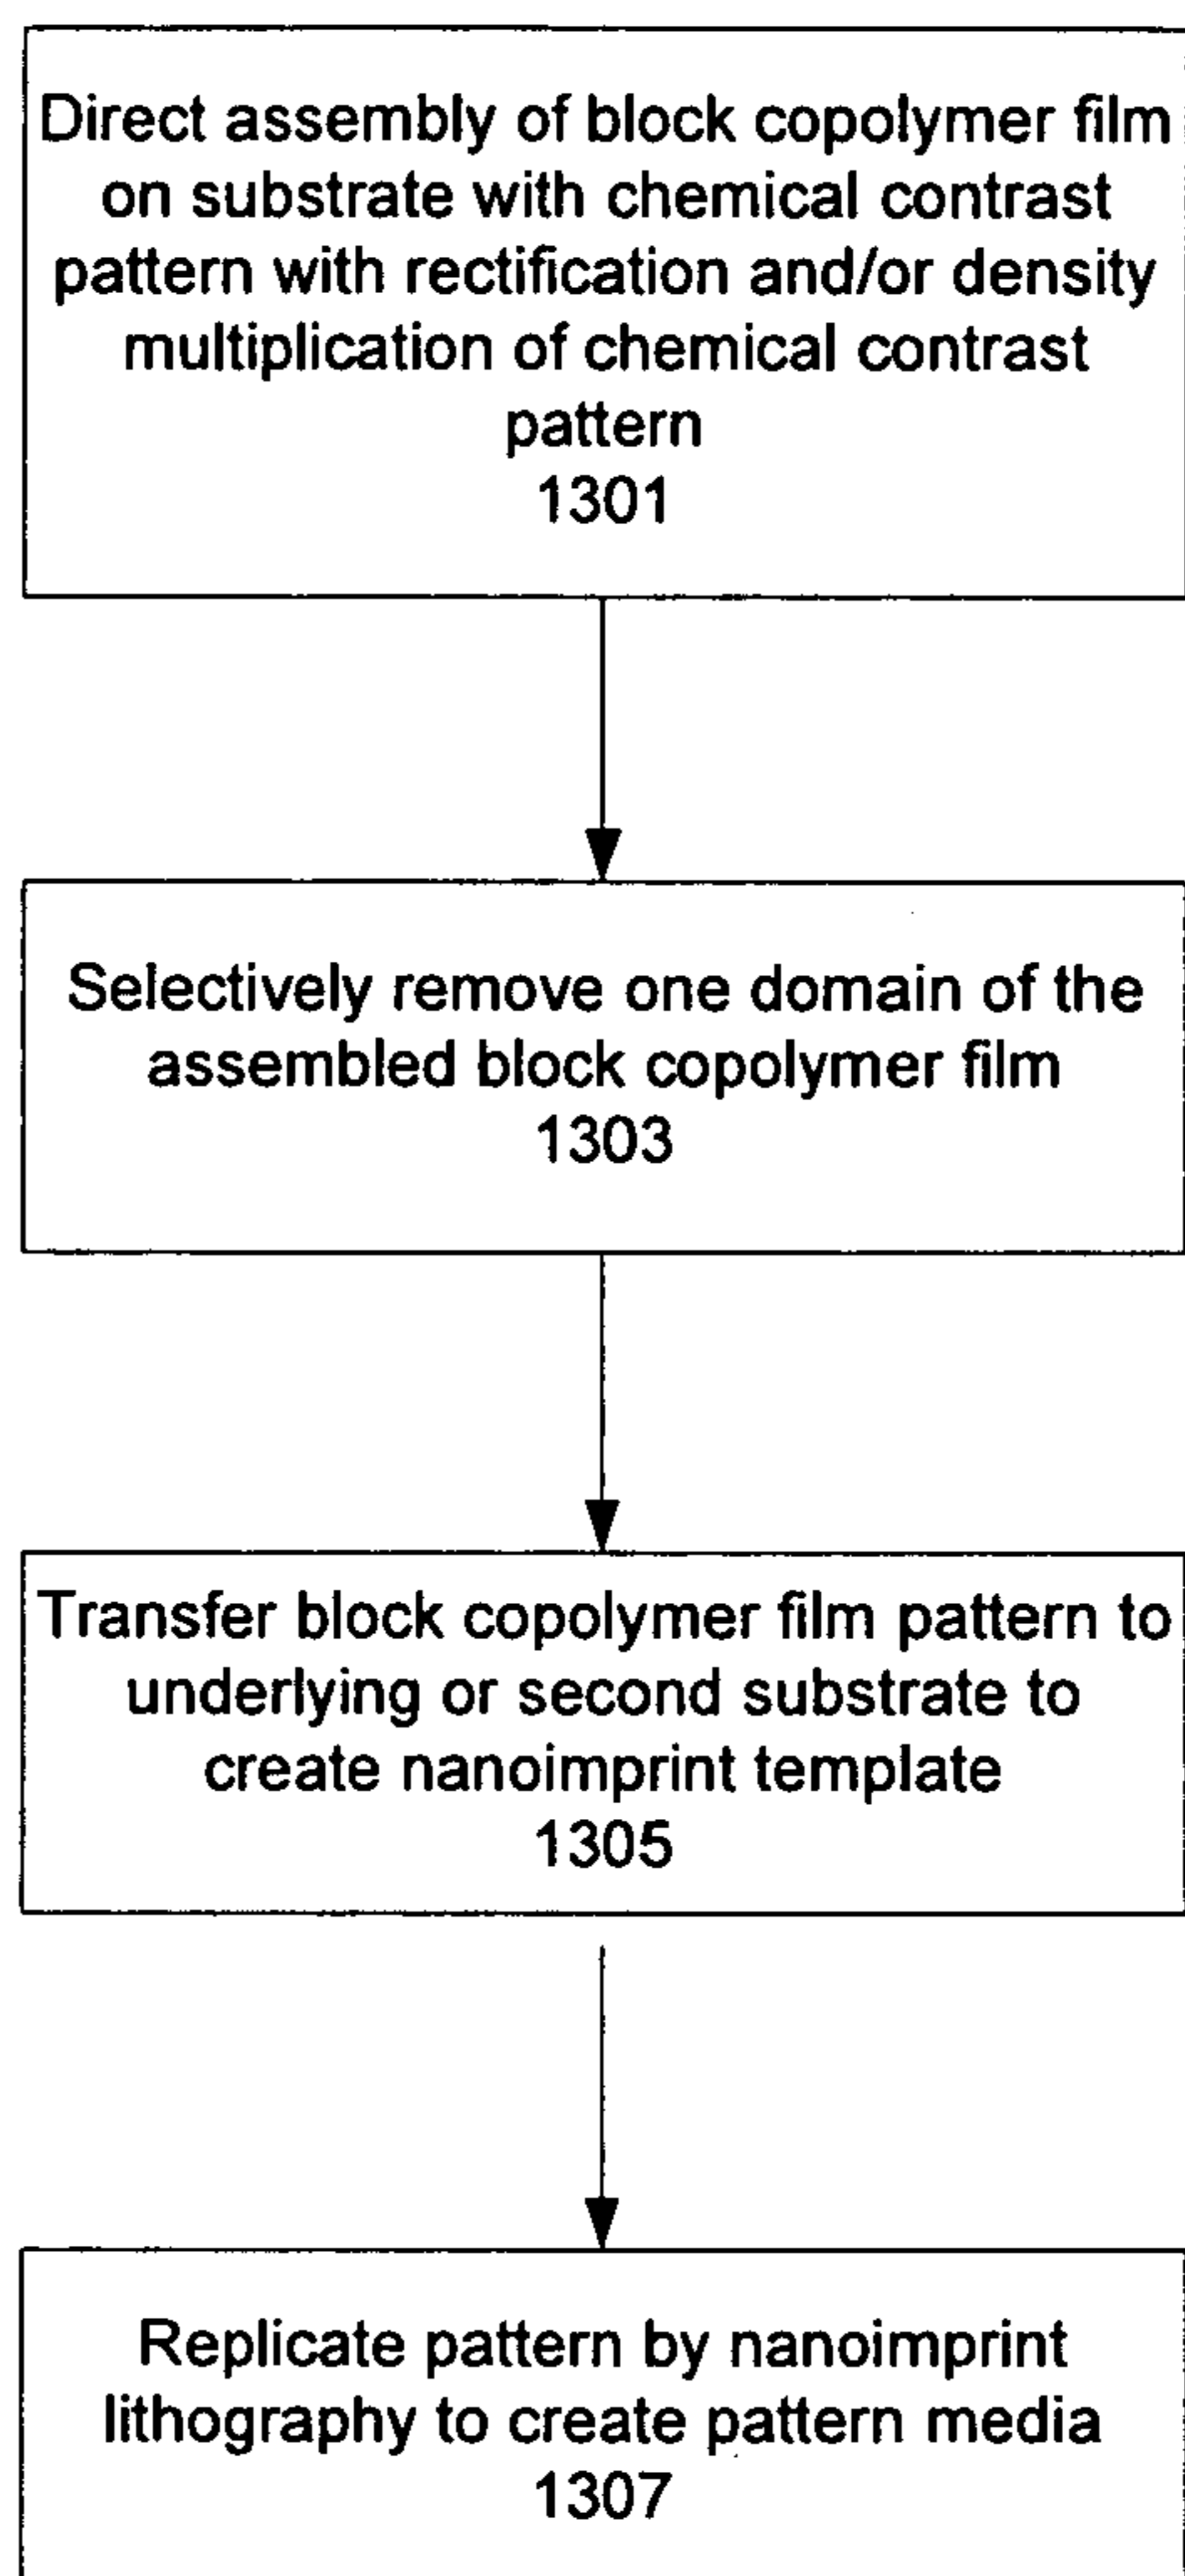 Direct assembly of block copolymer film
on substrate with chemical contrast
pattern with rectification and/or density
multiplication of chemical contrast
pattern
1301
Selectively remove one domain of the
assembled block copolymer film
1303
Transfer block copolymer film pattern to
underlying or second substrate to
create nanoimprint template
1305
Replicate pattern by nanoimprint
lithography to create pattern media
1307